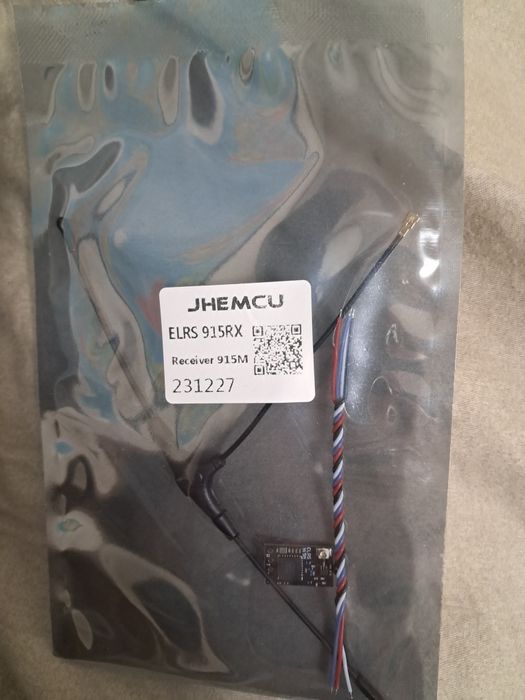 JHEMCU
ELRS 915RX
Receiver 915M
231227